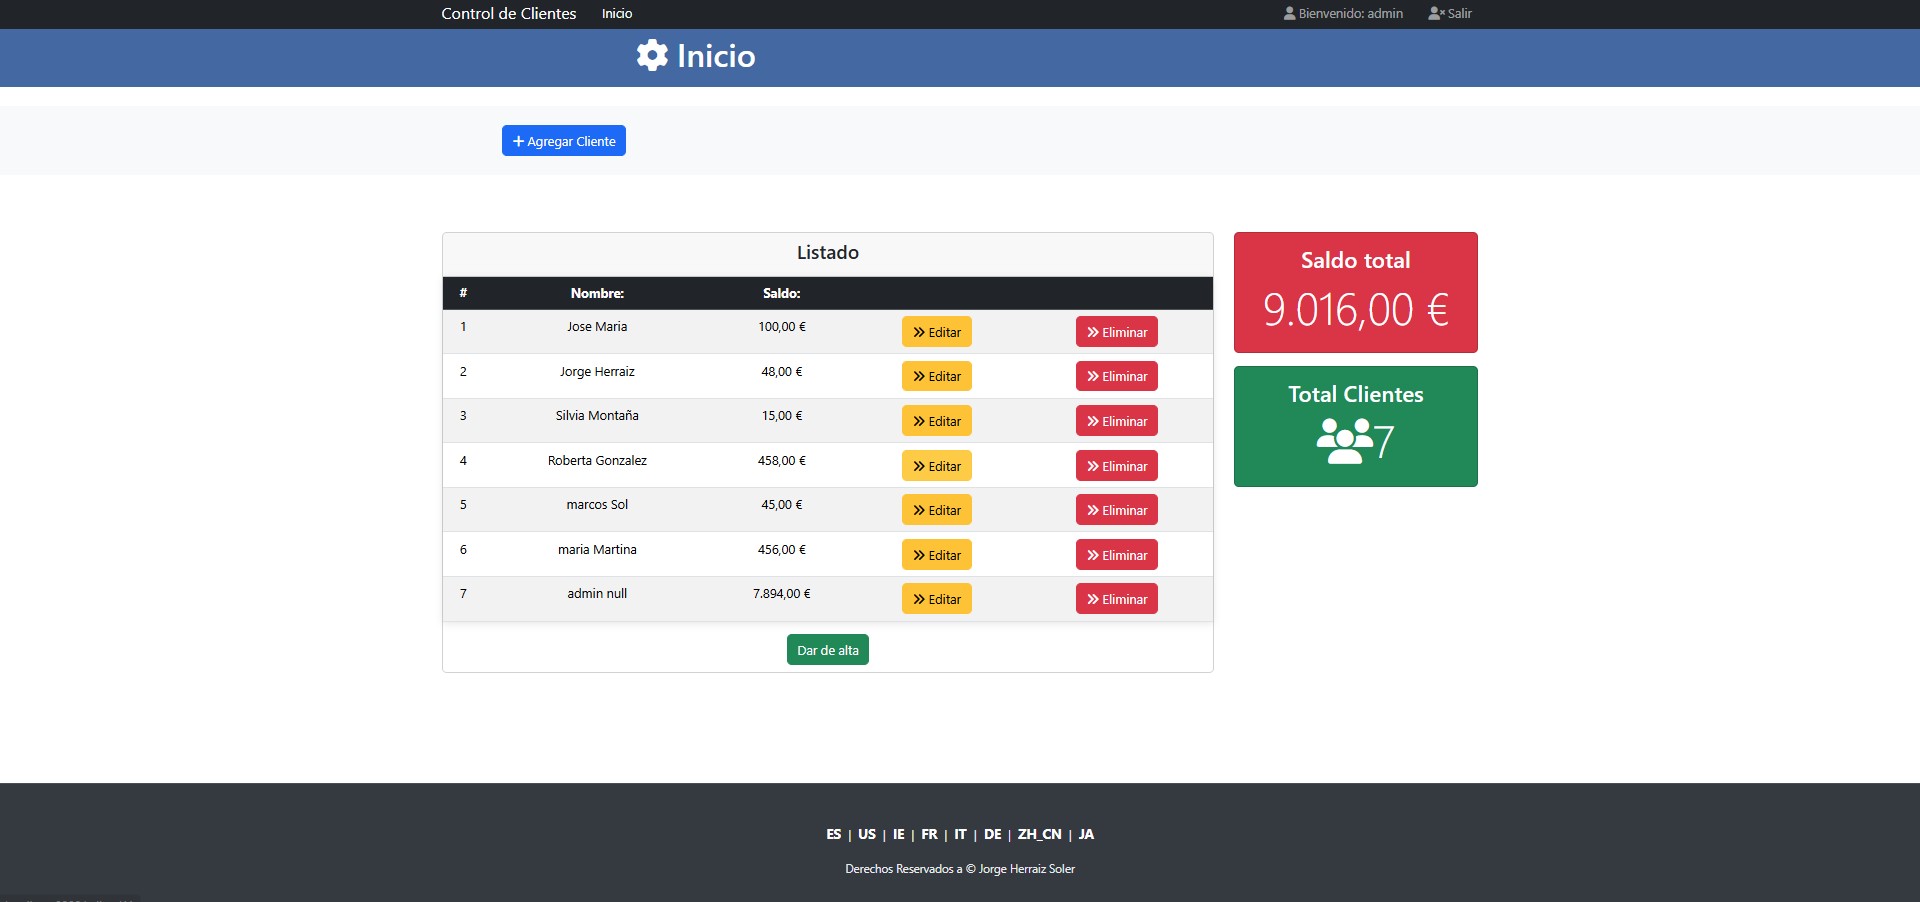 Control de Clientes Inicio Bienvenido: admin Salir
Inicio
+ Agregar Cliente
Listado
# Nombre: Saldo:
1 Jose Maria 100,00 € Editar Eliminar
2 Jorge Herraiz 48,00 € Editar Eliminar
3 Silvia Montaña 15,00 € Editar Eliminar
4 Roberta Gonzalez 458,00 € Editar Eliminar
5 marcos Sol 45,00 € Editar Eliminar
6 maria Martina 456,00 € Editar Eliminar
7 admin null 7.894,00 € Editar Eliminar
Dar de alta
Saldo total
9.016,00 €
Total Clientes
7
ES | US | IE | FR | IT | DE | ZH_CN | JA
Derechos Reservados a © Jorge Herraiz Soler